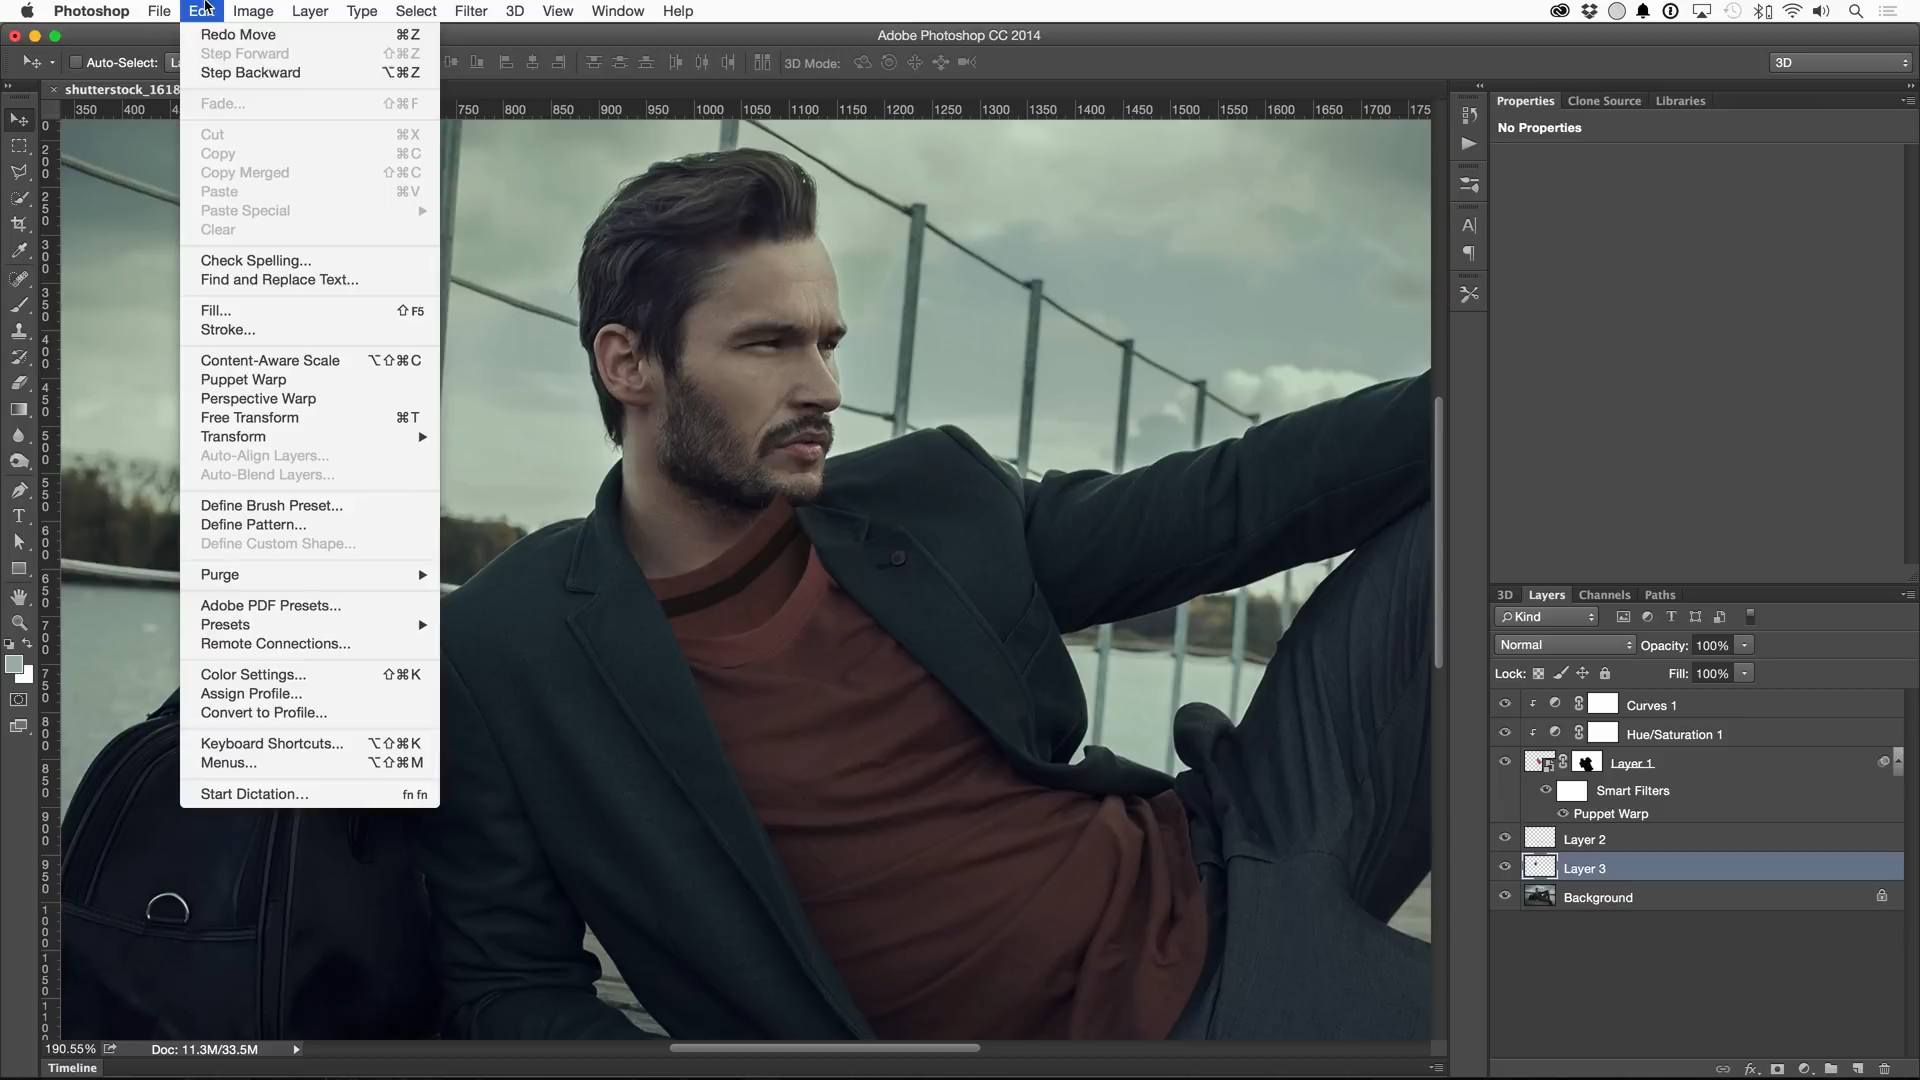 Photoshop File Edit Image Layer Type Select Filter 3D View Window Help
Adobe Photoshop CC 2014
Auto-Select: 3D Mode: 3D
shutterstock_1618
350 400 750 800 850 900 950 1000 1050 1100 1150 1200 1250 1300 1350 1400 1450 1500 1550 1600 1650 1700 175
Redo Move ⌘Z
Step Forward ⇧⌘Z
Step Backward ⌥⌘Z
Fade... ⇧⌘F
Cut ⌘X
Copy ⌘C
Copy Merged ⇧⌘C
Paste ⌘V
Paste Special
Clear
Check Spelling...
Find and Replace Text...
Fill... ⇧F5
Stroke...
Content-Aware Scale ⌥⇧⌘C
Puppet Warp
Perspective Warp
Free Transform ⌘T
Transform
Auto-Align Layers...
Auto-Blend Layers...
Define Brush Preset...
Define Pattern...
Define Custom Shape...
Purge
Adobe PDF Presets...
Presets
Remote Connections...
Color Settings... ⇧⌘K
Assign Profile...
Convert to Profile...
Keyboard Shortcuts... ⌥⇧⌘K
Menus... ⌥⇧⌘M
Start Dictation... fn fn
Properties Clone Source Libraries
No Properties
3D Layers Channels Paths
Kind
Normal Opacity: 100%
Lock: Fill: 100%
Curves 1
Hue/Saturation 1
Layer 1
Smart Filters
Puppet Warp
Layer 2
Layer 3
Background
190.55% Doc: 11.3M/33.5M
Timeline